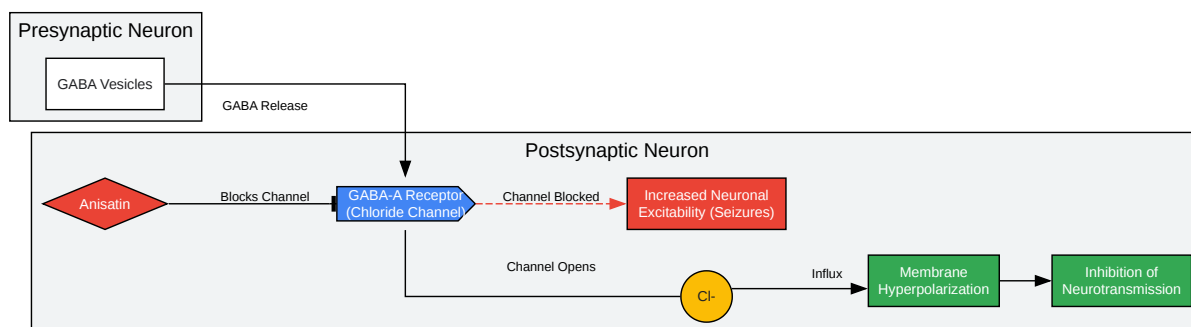 Presynaptic Neuron
GABA Vesicles
GABA Release
Postsynaptic Neuron
Anisatin
Blocks Channel
GABA-A Receptor
(Chloride Channel)
Channel Blocked
Increased Neuronal
Excitability (Seizures)
Channel Opens
Cl-
Influx
Membrane
Hyperpolarization
Inhibition of
Neurotransmission